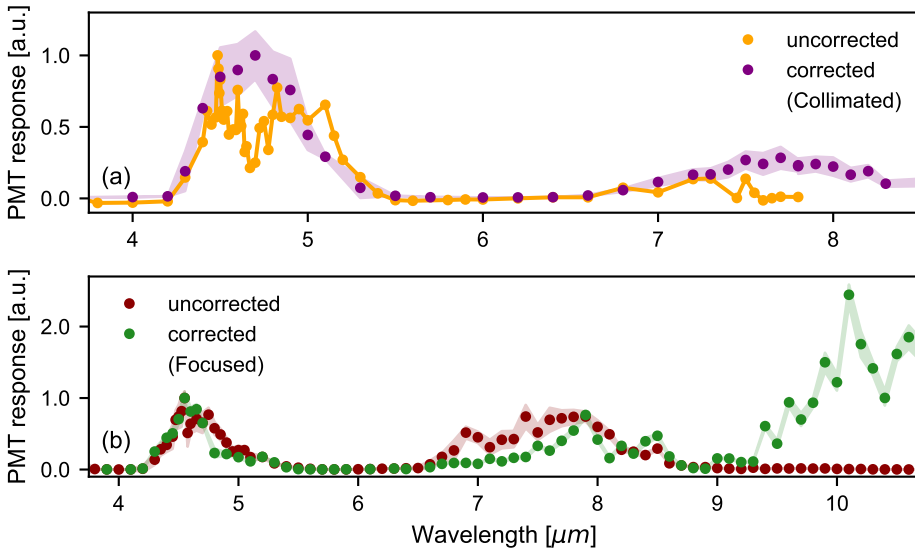 PMT response [a.u.]
1.0
0.5
0.0
(a)
uncorrected
corrected
(Collimated)
4 5 6 7 8
PMT response [a.u.]
2.0
1.0
0.0
(b)
uncorrected
corrected
(Focused)
4 5 6 7 8 9 10
Wavelength [μm]